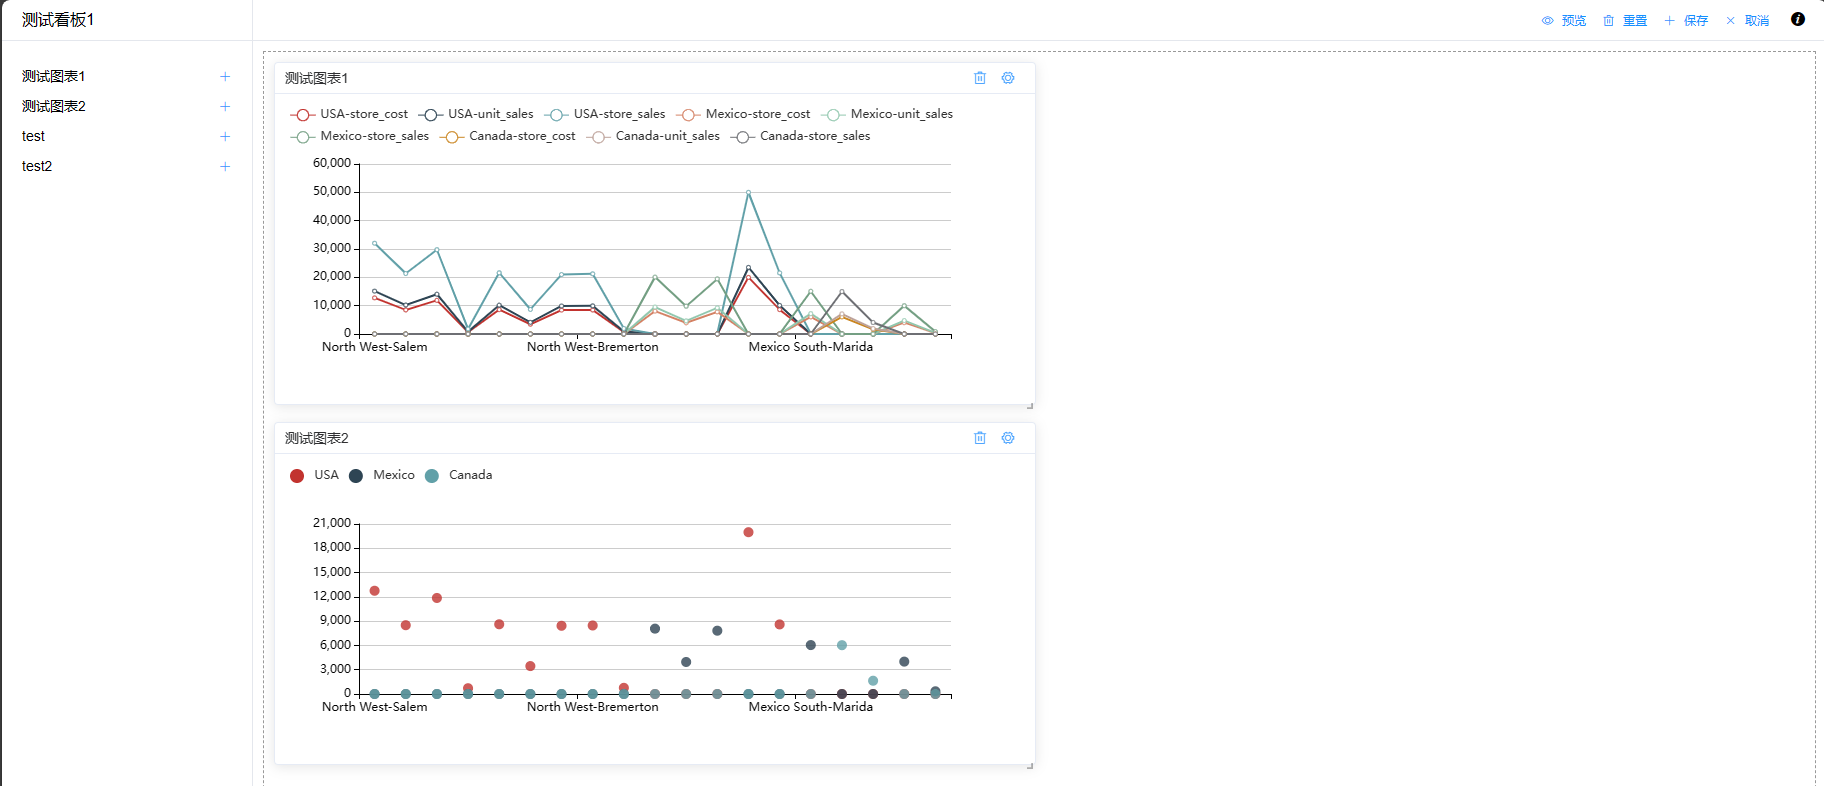 测试看板1
预览 重置 保存 取消
测试图表1
测试图表2
test
test2
测试图表1
USA-store_cost USA-unit_sales USA-store_sales Mexico-store_cost Mexico-unit_sales
Mexico-store_sales Canada-store_cost Canada-unit_sales Canada-store_sales
60,000
50,000
40,000
30,000
20,000
10,000
0
North West-Salem North West-Bremerton Mexico South-Marida
测试图表2
USA Mexico Canada
21,000
18,000
15,000
12,000
9,000
6,000
3,000
0
North West-Salem North West-Bremerton Mexico South-Marida